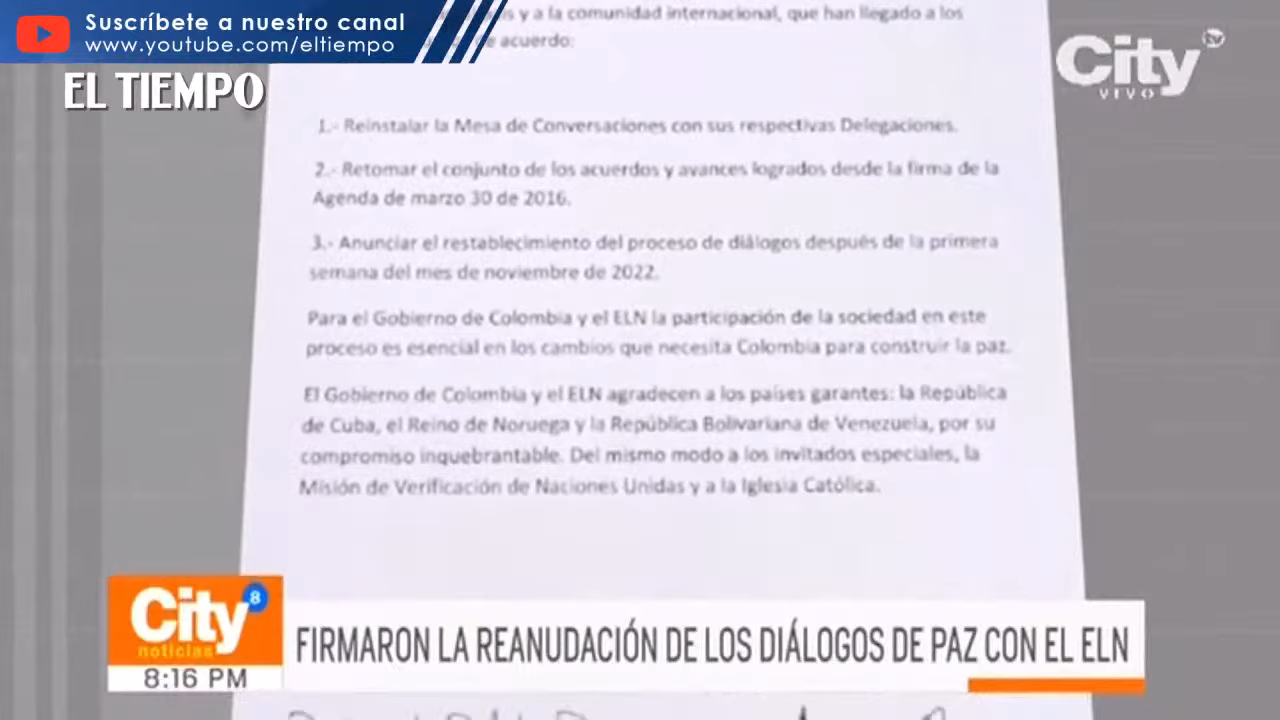 Suscríbete a nuestro canal
www.youtube.com/eltiempo
EL TIEMPO
City tv
VIVO
y a la comunidad internacional, que han llegado a los
de acuerdo:
1.- Reinstalar la Mesa de Conversaciones con sus respectivas Delegaciones.
2.- Retomar el conjunto de los acuerdos y avances logrados desde la firma de la
Agenda de marzo 30 de 2016.
3.- Anunciar el restablecimiento del proceso de diálogos después de la primera
semana del mes de noviembre de 2022.
Para el Gobierno de Colombia y el ELN la participación de la sociedad en este
proceso es esencial en los cambios que necesita Colombia para construir la paz.
El Gobierno de Colombia y el ELN agradecen a los países garantes: la República
de Cuba, el Reino de Noruega y la República Bolivariana de Venezuela, por su
compromiso inquebrantable. Del mismo modo a los invitados especiales, la
Misión de Verificación de Naciones Unidas y a la Iglesia Católica.
City 8
noticias
8:16 PM
FIRMARON LA REANUDACIÓN DE LOS DIÁLOGOS DE PAZ CON EL ELN